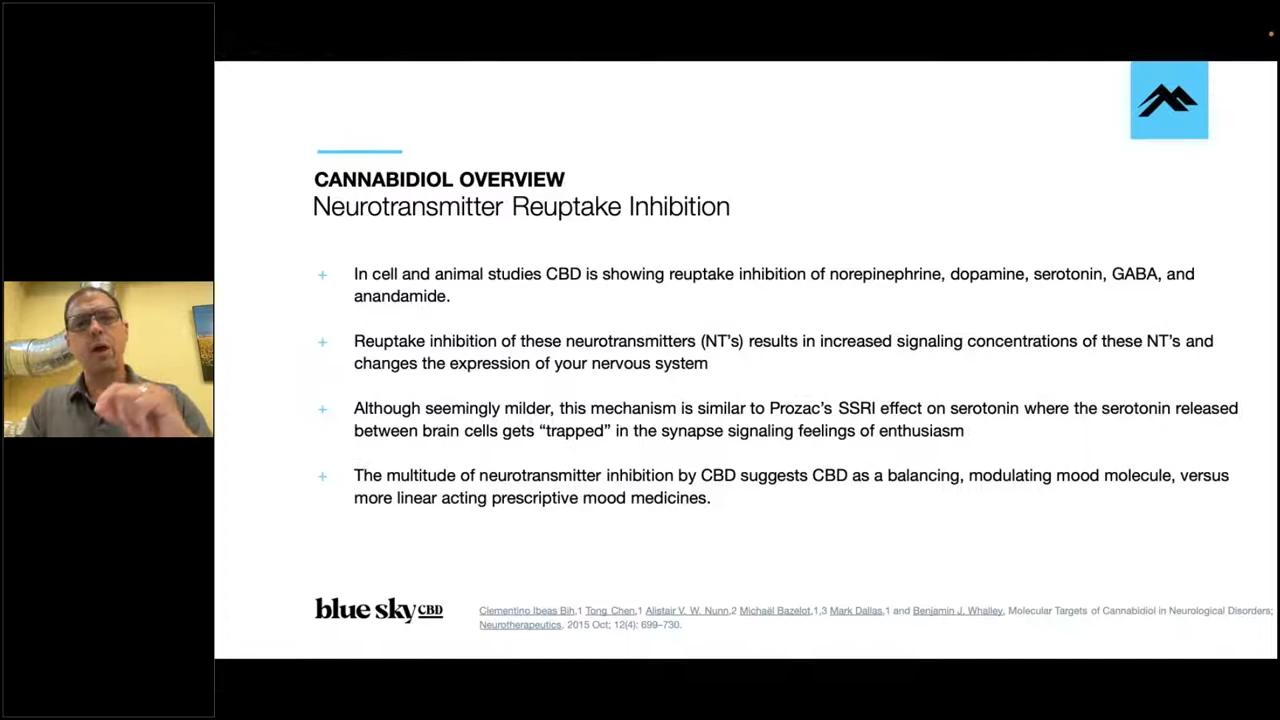 CANNABIDIOL OVERVIEW
Neurotransmitter Reuptake Inhibition
+ In cell and animal studies CBD is showing reuptake inhibition of norepinephrine, dopamine, serotonin, GABA, and
anandamide.
+ Reuptake inhibition of these neurotransmitters (NT’s) results in increased signaling concentrations of these NT’s and
changes the expression of your nervous system
+ Although seemingly milder, this mechanism is similar to Prozac’s SSRI effect on serotonin where the serotonin released
between brain cells gets “trapped” in the synapse signaling feelings of enthusiasm
+ The multitude of neurotransmitter inhibition by CBD suggests CBD as a balancing, modulating mood molecule, versus
more linear acting prescriptive mood medicines.
blue sky CBD
Clementino Ibeas Bih,1 Tong Chen,1 Alistair V. W. Nunn,2 Michaël Bazelot,1,3 Mark Dallas,1 and Benjamin J. Whalley, Molecular Targets of Cannabidiol in Neurological Disorders;
Neurotherapeutics. 2015 Oct; 12(4): 699–730.